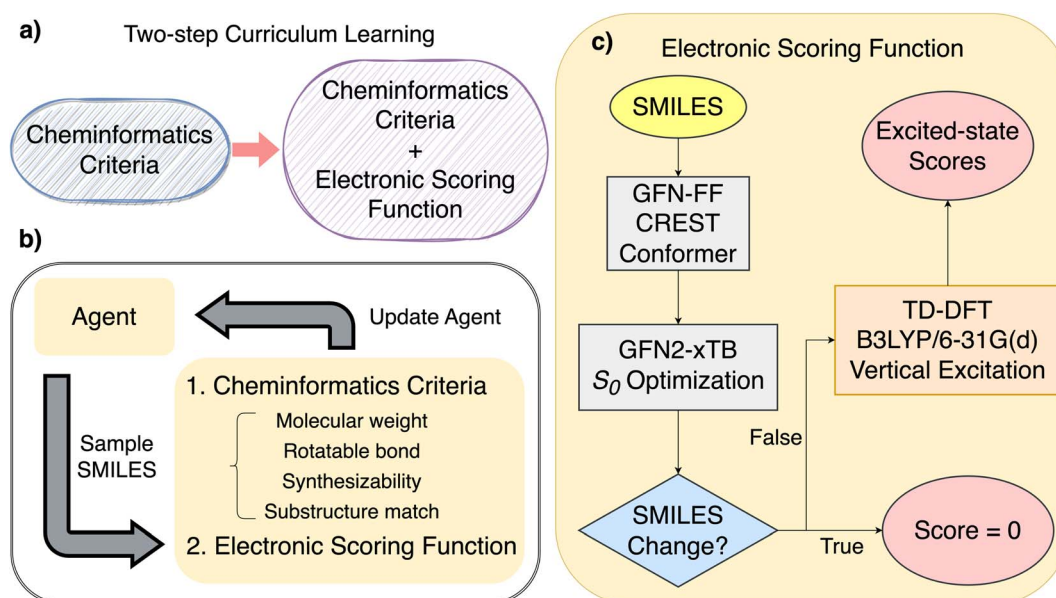 a)
Two-step Curriculum Learning
Cheminformatics
Criteria
Cheminformatics
Criteria
+
Electronic Scoring
Function
b)
Agent
Update Agent
Sample
SMILES
1. Cheminformatics Criteria
Molecular weight
Rotatable bond
Synthesizability
Substructure match
2. Electronic Scoring Function
c)
Electronic Scoring Function
SMILES
GFN-FF
CREST
Conformer
GFN2-xTB
S0 Optimization
SMILES
Change?
False
True
TD-DFT
B3LYP/6-31G(d)
Vertical Excitation
Excited-state
Scores
Score = 0